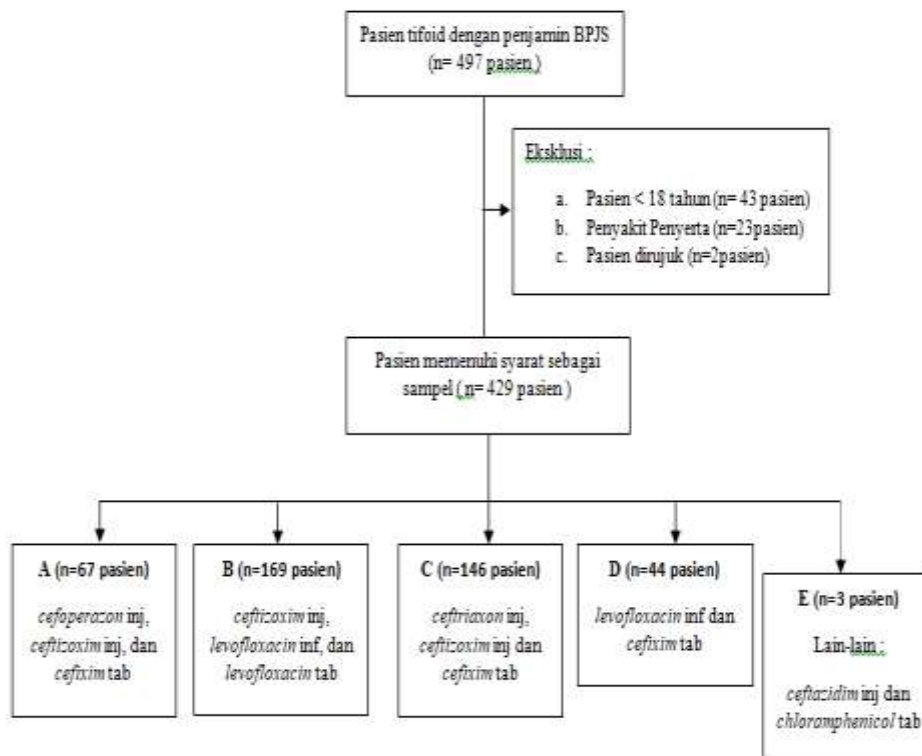 Pasien tifoid dengan penjamin BPJS
(n= 497 pasien )
Eksklusi :
a. Pasien < 18 tahun (n= 43 pasien)
b. Penyakit Penyerta (n=23pasien)
c. Pasien dirujuk (n=2pasien)
Pasien memenuhi syarat sebagai
sampel ( n= 429 pasien )
A (n=67 pasien)
cefoperazon inj,
ceftizoxim inj, dan
cefixim tab
B (n=169 pasien)
ceftizoxim inj,
levofloxacin inf, dan
levofloxacin tab
C (n=146 pasien)
ceftriaxon inj,
ceftizoxim inj dan
cefixim tab
D (n=44 pasien)
levofloxacin inf dan
cefixim tab
E (n=3 pasien)
Lain-lain :
ceftazidim inj dan
chloramphenicol tab